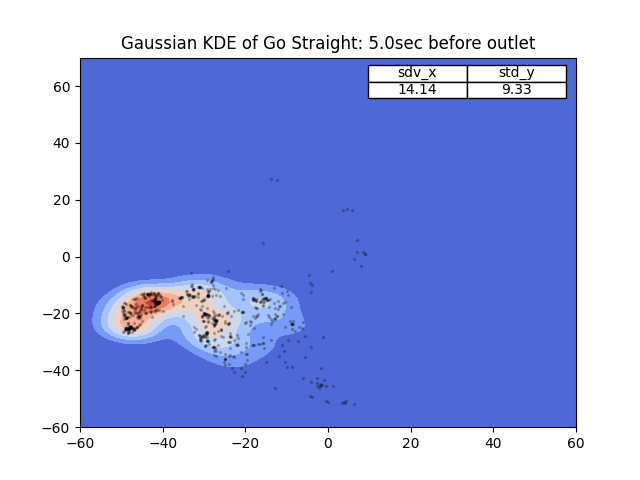 Gaussian KDE of Go Straight: 5.0sec before outlet
sdv_x std_y
14.14 9.33
60
40
20
0
−20
−40
−60
−60 −40 −20 0 20 40 60